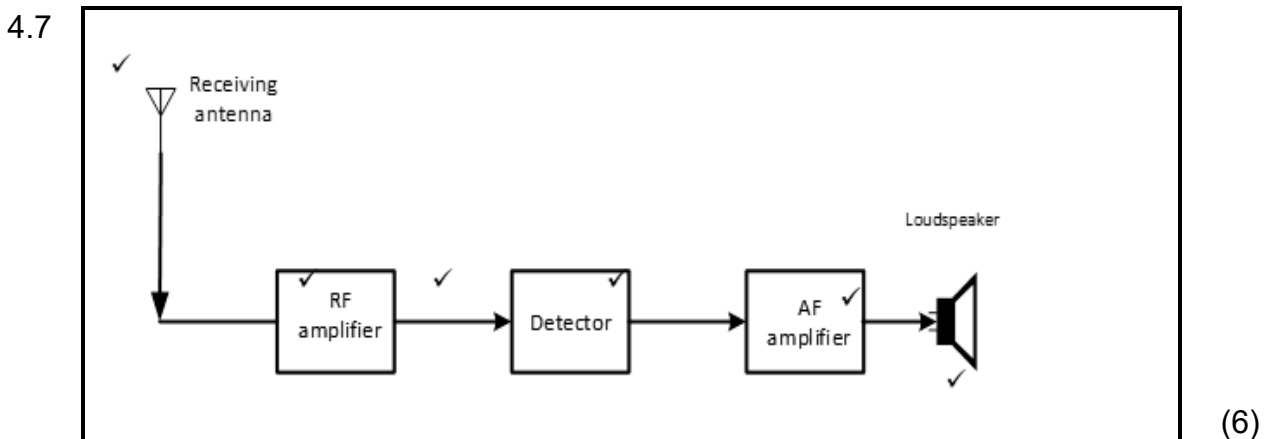 4.7
Receiving
antenna
Loudspeaker
RF
amplifier
Detector
AF
amplifier
(6)